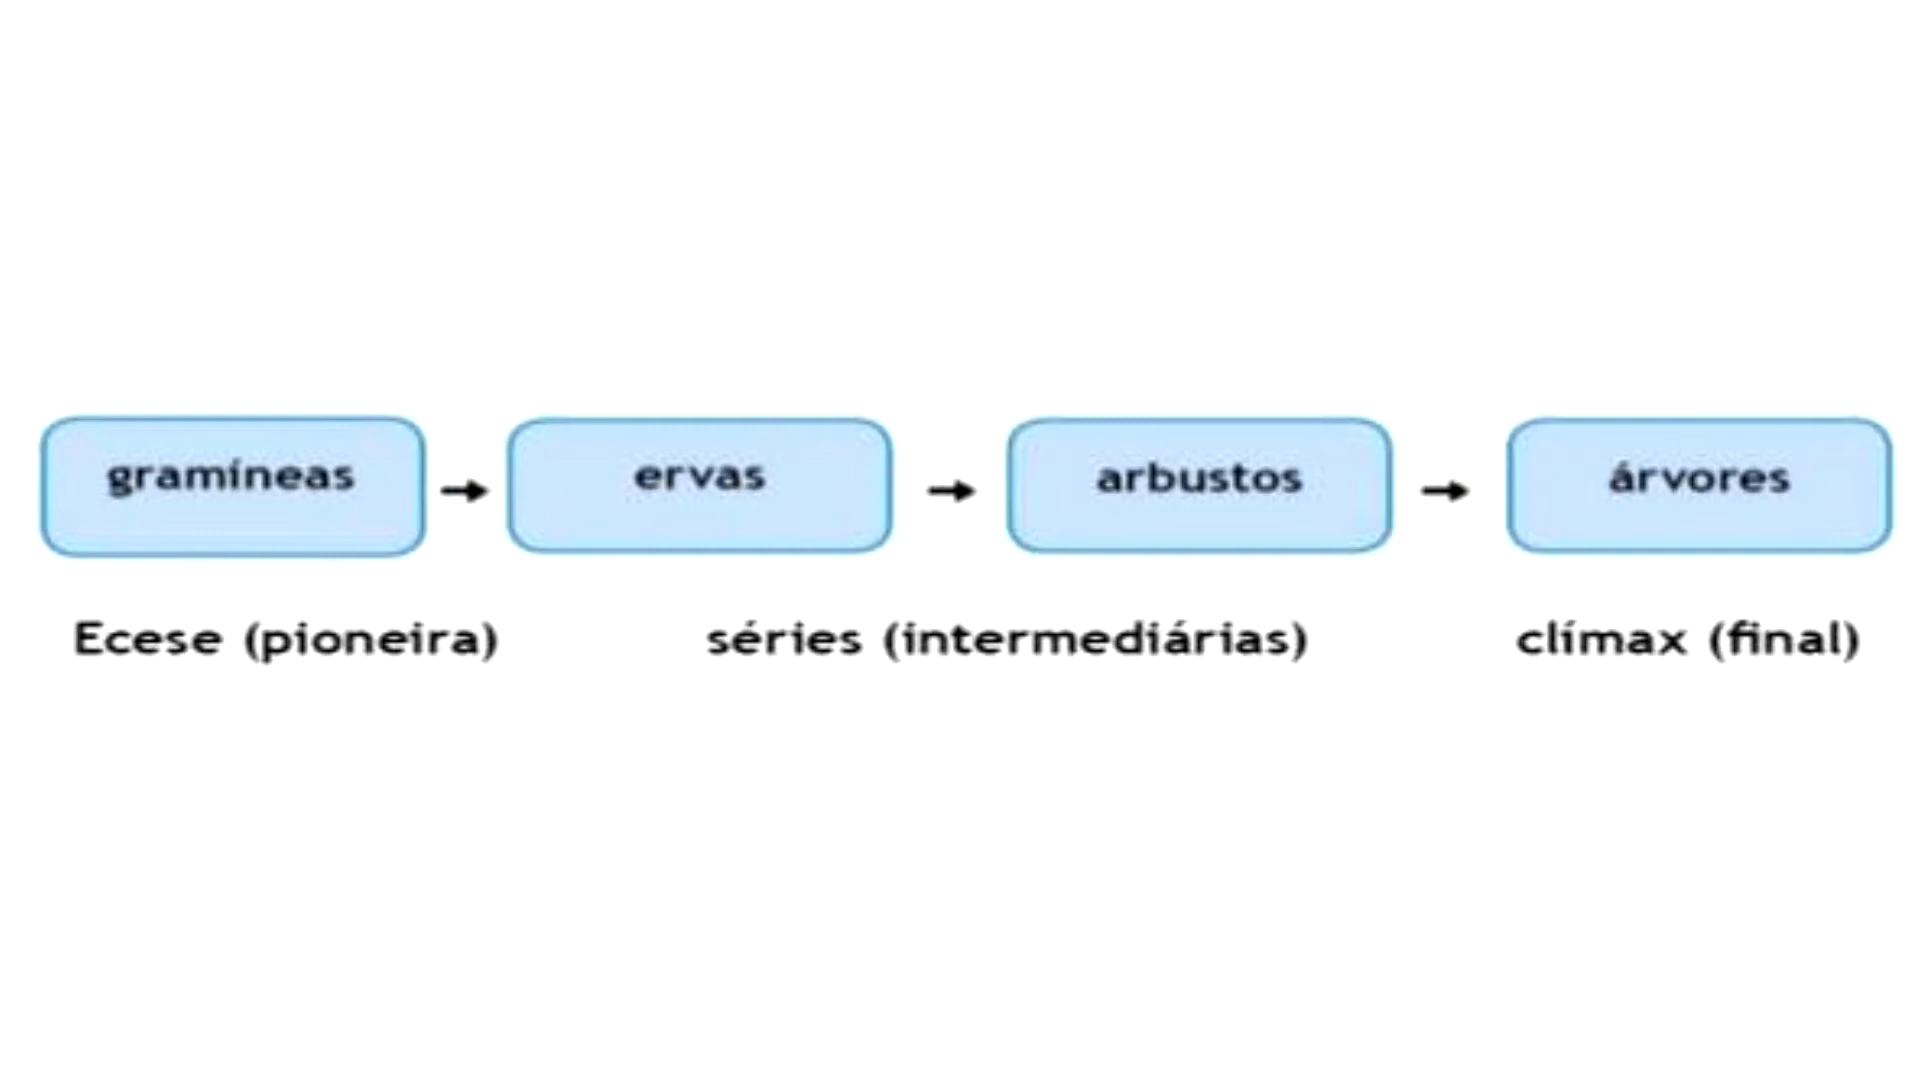 gramíneas ervas arbustos árvores
Ecese (pioneira) séries (intermediárias) clímax (final)